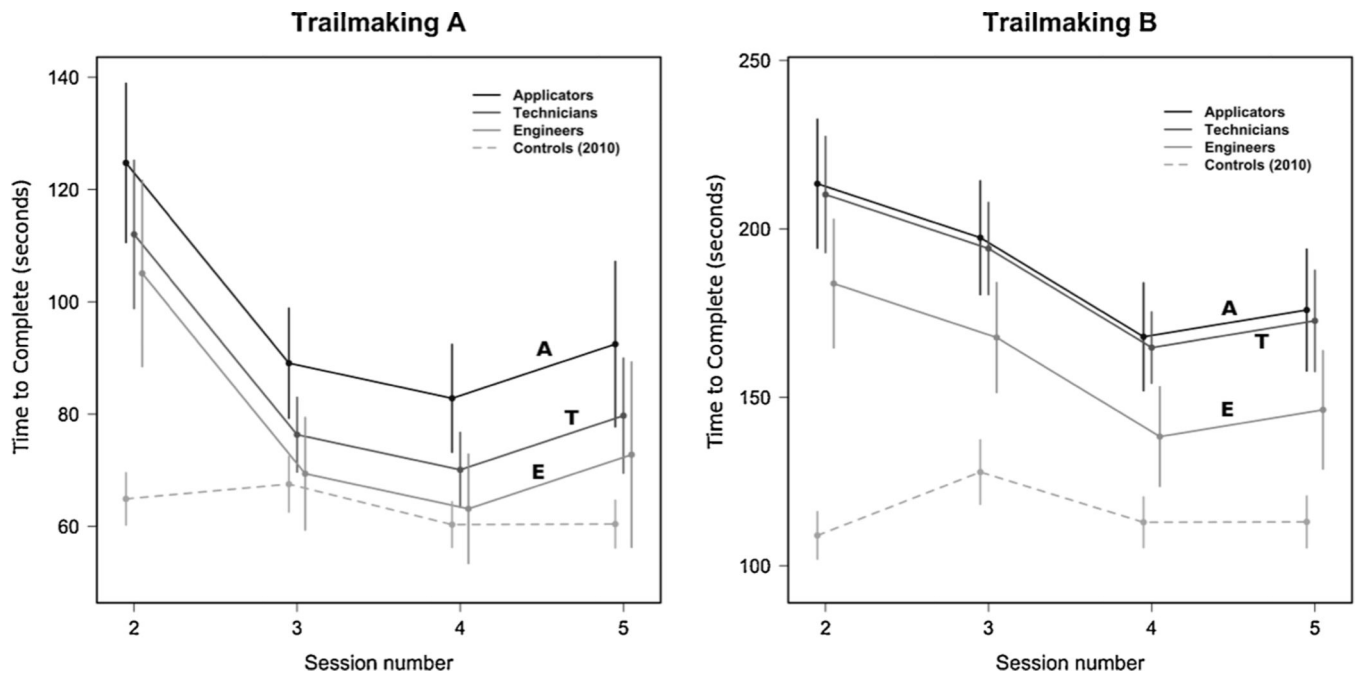 Trailmaking A
Time to Complete (seconds)
140
120
100
80
60
Applicators
Technicians
Engineers
Controls (2010)
A
T
E
2 3 4 5
Session number
Trailmaking B
Time to Complete (seconds)
250
200
150
100
Applicators
Technicians
Engineers
Controls (2010)
A
T
E
2 3 4 5
Session number